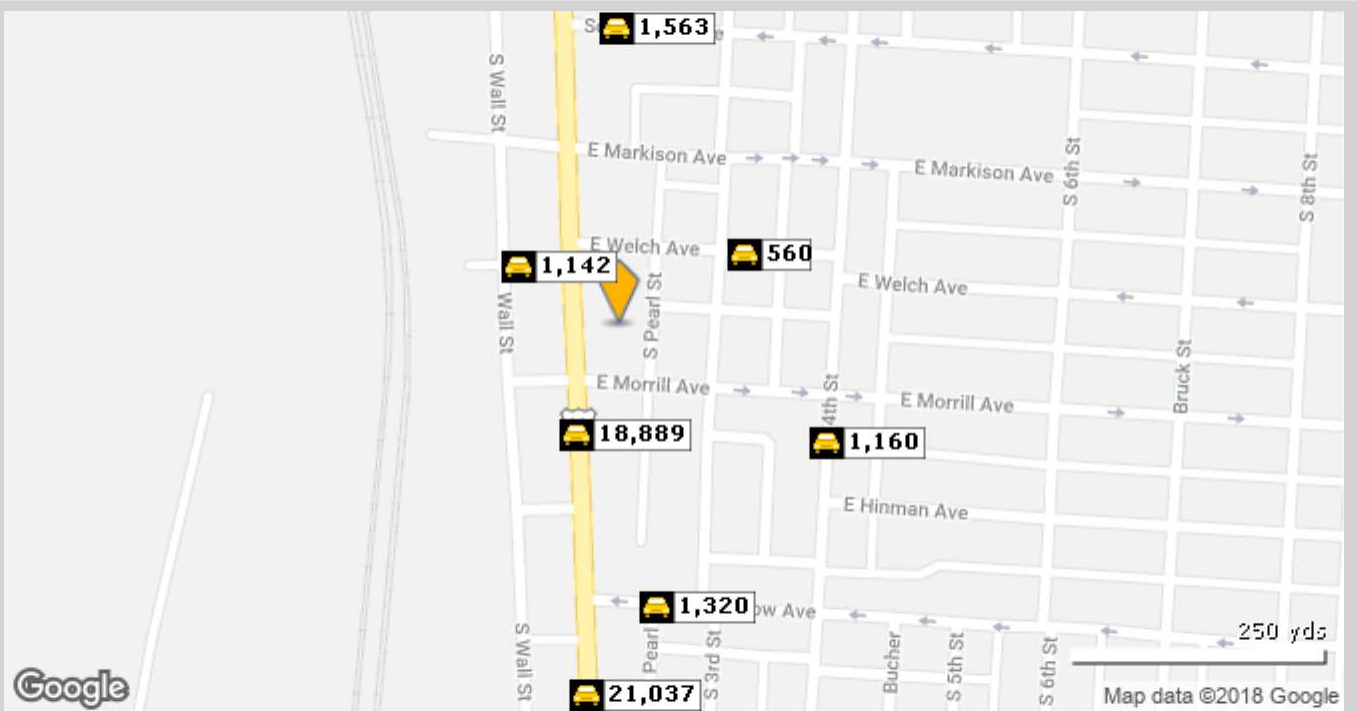 1,563
S Wall St
E Markison Ave
E Markison Ave
S 6th St
S 8th St
E Welch Ave
560
1,142
E Welch Ave
Wall St
S Pearl St
Bruck St
E Morrill Ave
4th St
E Morrill Ave
18,889
1,160
E Hinman Ave
1,320
ow Ave
S Wall St
Pearl
S 3rd St
Bucher
S 5th St
S 6th St
250 yds
21,037
Google
Map data ©2018 Google